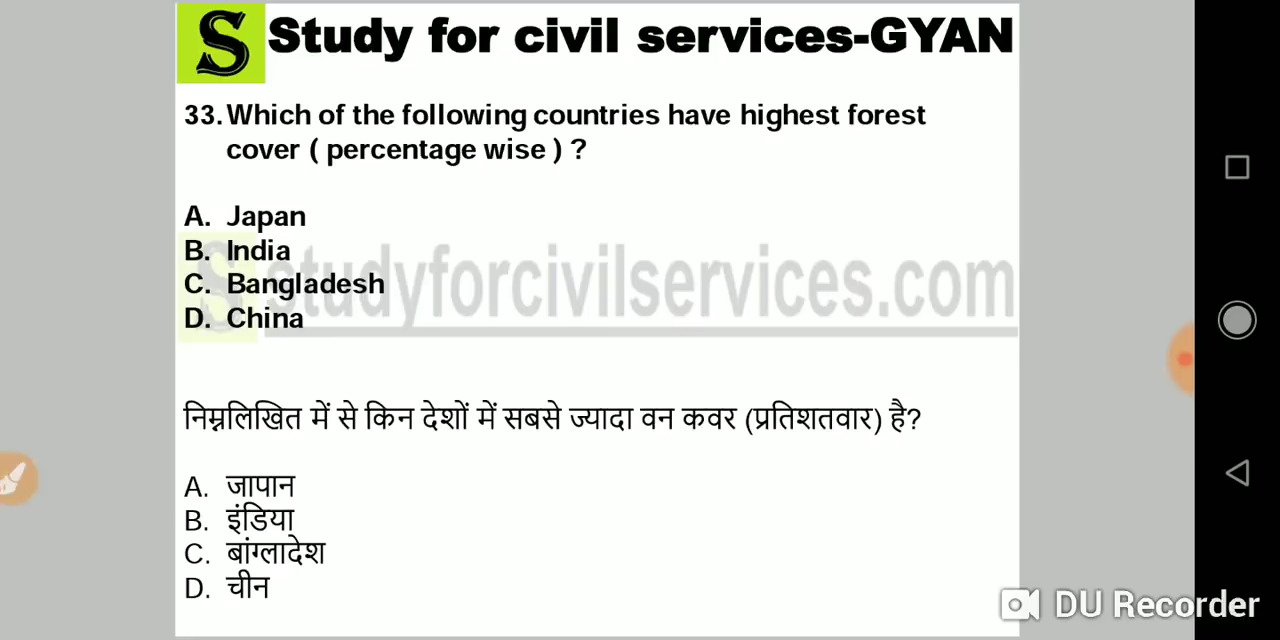 S Study for civil services-GYAN
33. Which of the following countries have highest forest
cover ( percentage wise ) ?
A. Japan
B. India
C. Bangladesh
D. China
S studyforcivilservices.com
निम्नलिखित में से किन देशों में सबसे ज्यादा वन कवर (प्रतिशतवार) है?
A. जापान
B. इंडिया
C. बांग्लादेश
D. चीन
DU Recorder